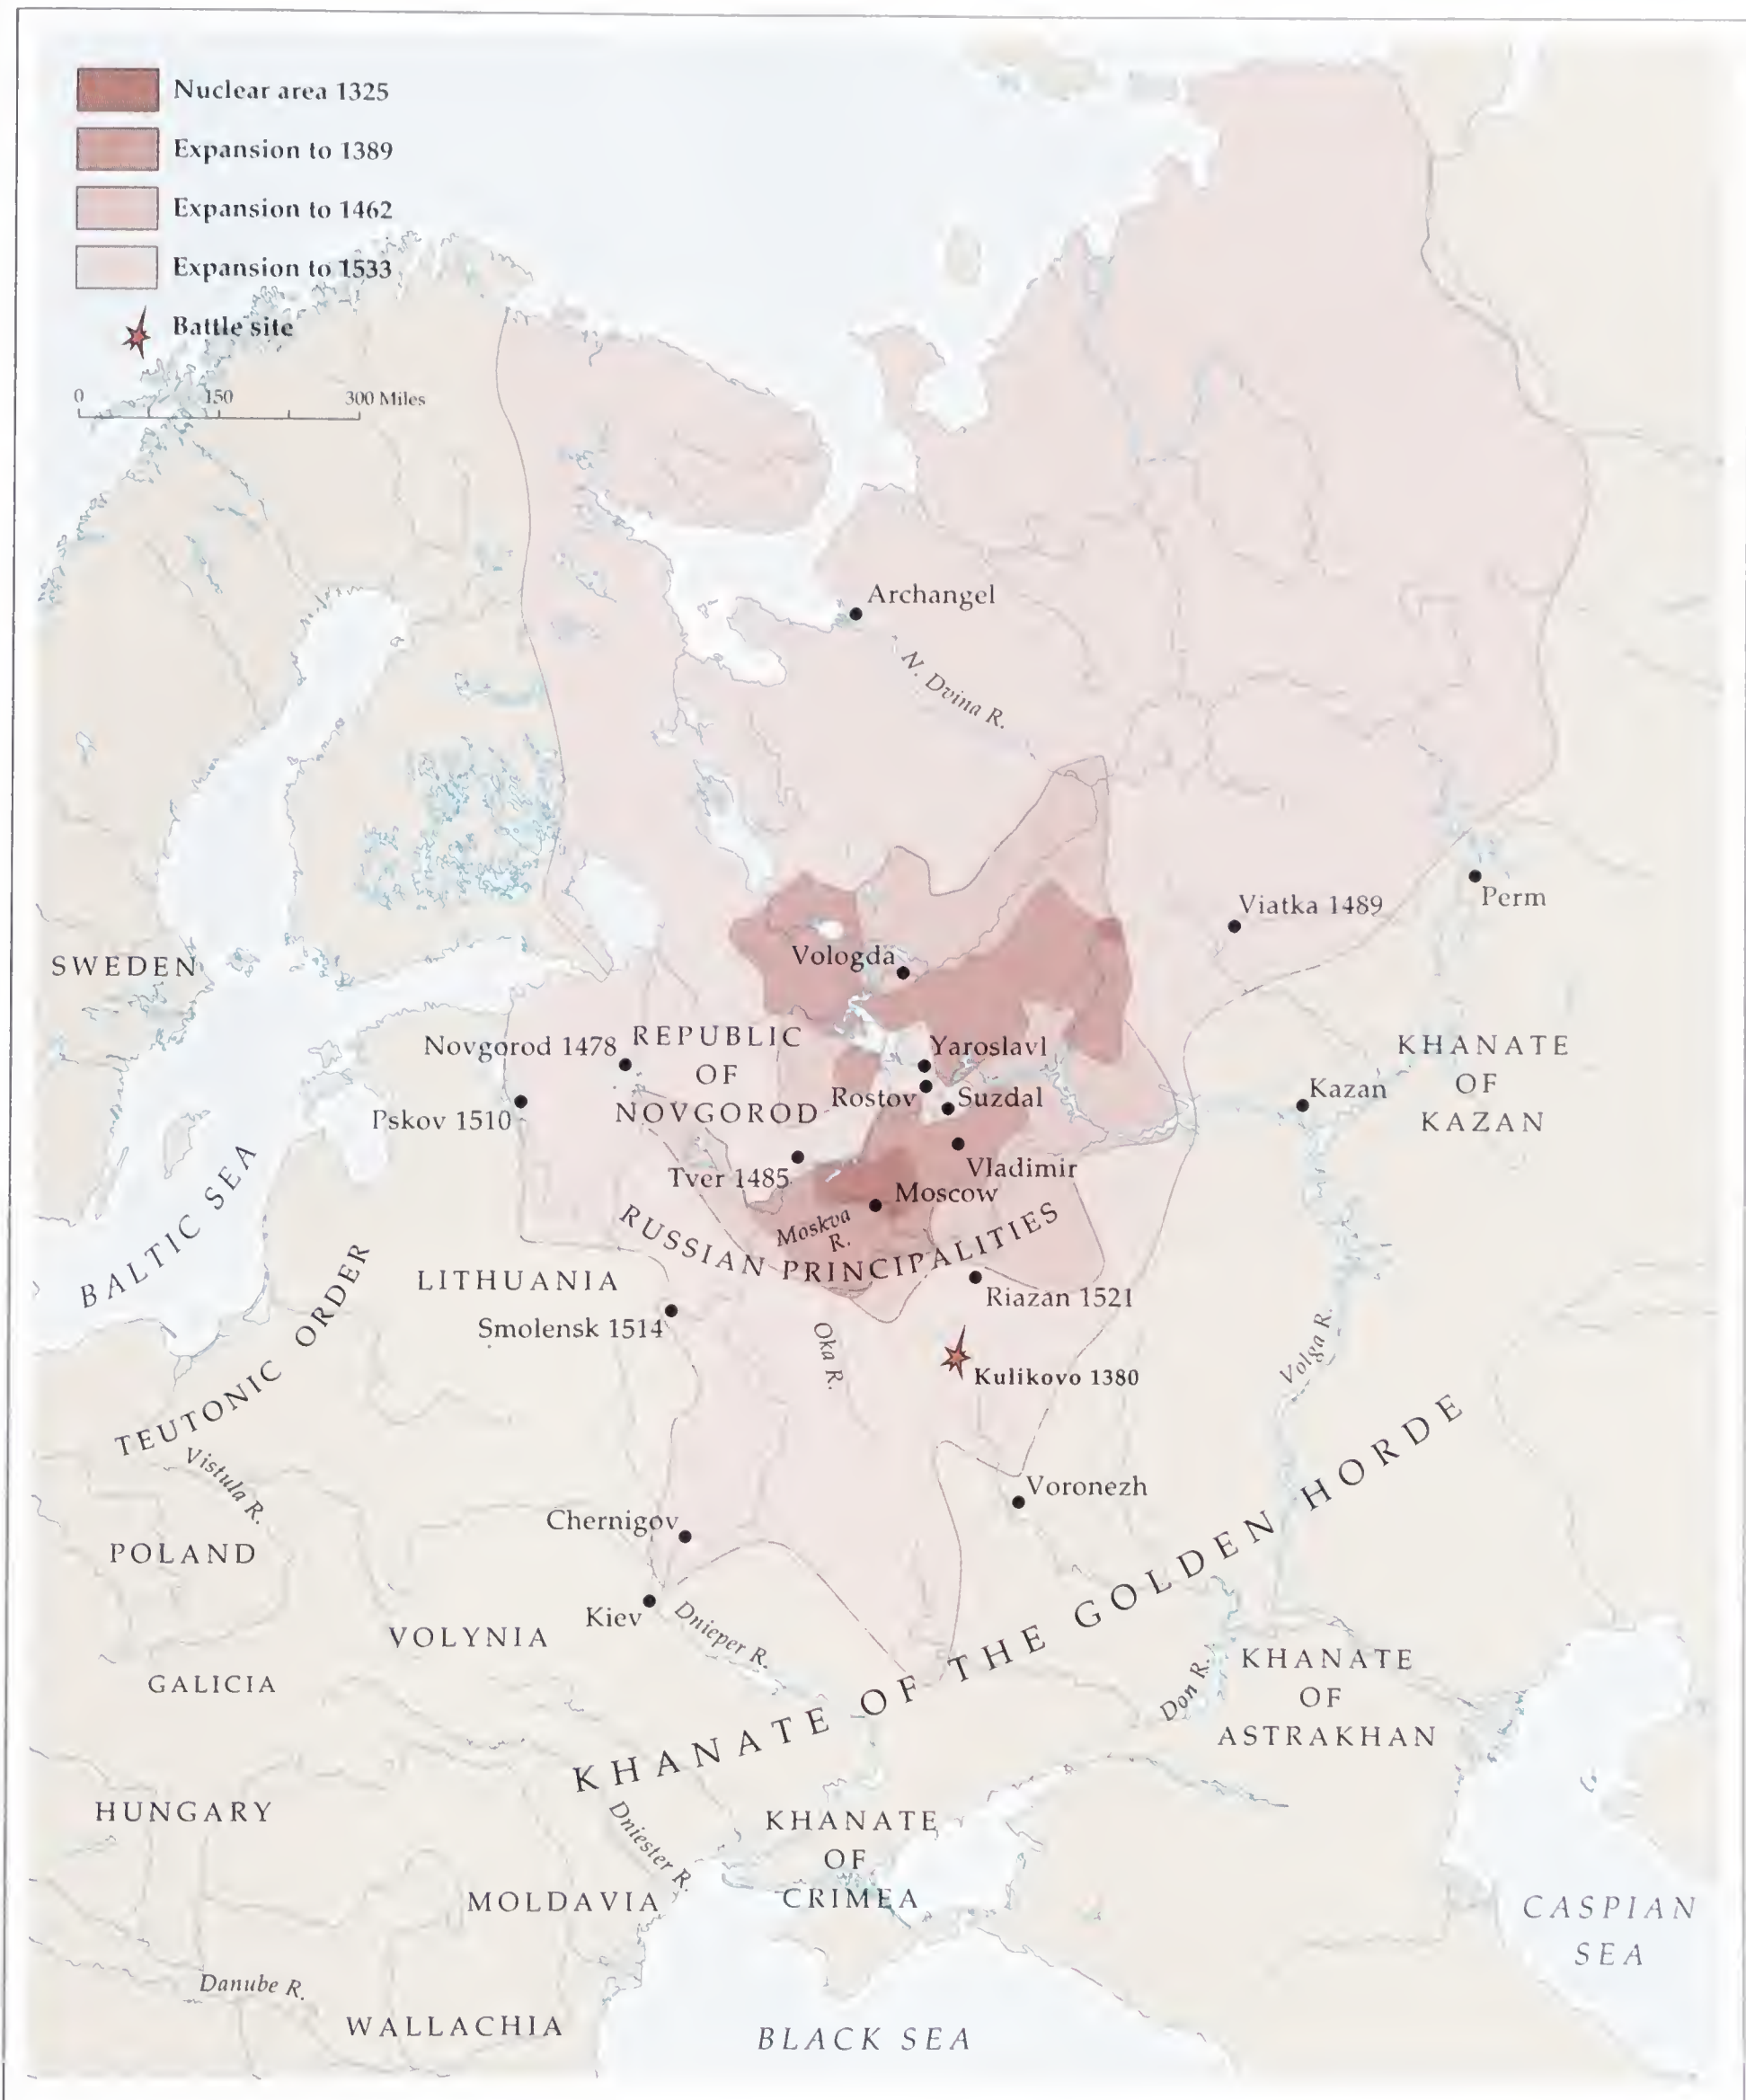 Nuclear area 1325
Expansion to 1389
Expansion to 1462
Expansion to 1533
Battle site
0 150 300 Miles
Archangel
N. Dvina R.
Perm
Viatka 1489
Vologda
SWEDEN
Novgorod 1478
REPUBLIC
OF
NOVGOROD
Yaroslavl
Rostov
Suzdal
Pskov 1510
KHANATE
OF
KAZAN
Kazan
Tver 1485
Vladimir
Moscow
Moskva
R.
RUSSIAN PRINCIPALITIES
BALTIC SEA
LITHUANIA
Riazan 1521
Smolensk 1514
TEUTONIC ORDER
Oka R.
Kulikovo 1380
Volga R.
Vistula R.
Voronezh
POLAND
Chernigov
Kiev
Dnieper R.
VOLYNIA
GALICIA
KHANATE OF THE GOLDEN HORDE
Don R.
KHANATE
OF
ASTRAKHAN
HUNGARY
Dniester R.
KHANATE
OF
CRIMEA
MOLDAVIA
CASPIAN
SEA
Danube R.
WALLACHIA
BLACK SEA